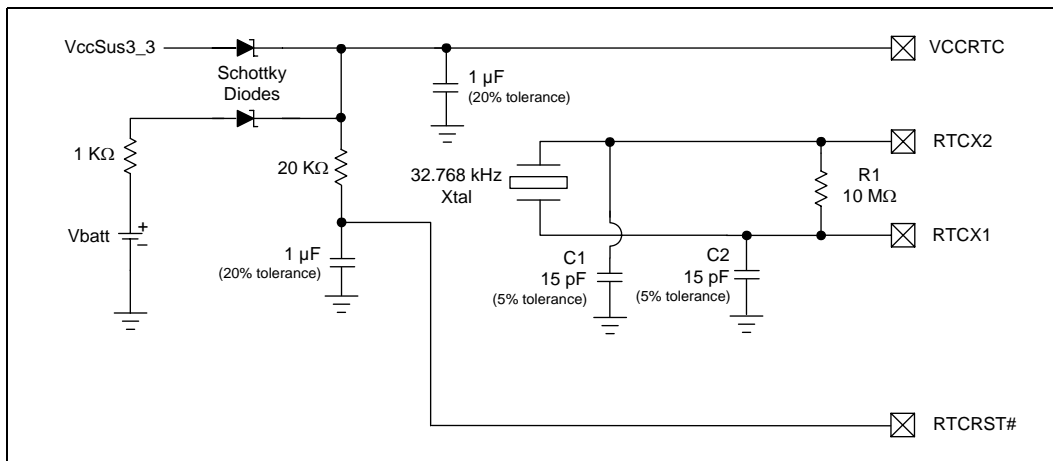 VccSus3_3
Schottky
Diodes
1 µF
(20% tolerance)
VCCRTC
1 KΩ
20 KΩ
32.768 kHz
Xtal
RTCX2
R1
10 MΩ
Vbatt
+
–
RTCX1
1 µF
(20% tolerance)
C1
15 pF
(5% tolerance)
C2
15 pF
(5% tolerance)
RTCRST#